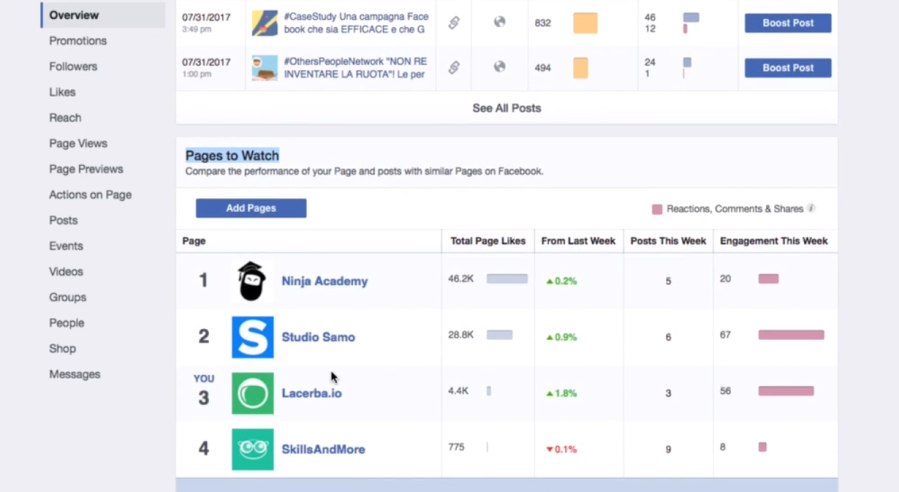 Overview
Promotions
Followers
Likes
Reach
Page Views
Page Previews
Actions on Page
Posts
Events
Videos
Groups
People
Shop
Messages
07/31/2017
3:49 pm
#CaseStudy Una campagna Face
book che sia EFFICACE e che G
832
46
12
Boost Post
07/31/2017
1:00 pm
#OthersPeopleNetwork "NON RE
INVENTARE LA RUOTA"! Le per
494
24
1
Boost Post
See All Posts
Pages to Watch
Compare the performance of your Page and posts with similar Pages on Facebook.
Add Pages
Reactions, Comments & Shares i
Page Total Page Likes From Last Week Posts This Week Engagement This Week
1 Ninja Academy 46.2K 0.2% 5 20
2 S Studio Samo 28.8K 0.9% 6 67
YOU
3 Lacerba.io 4.4K 1.8% 3 56
4 SkillsAndMore 775 0.1% 9 8